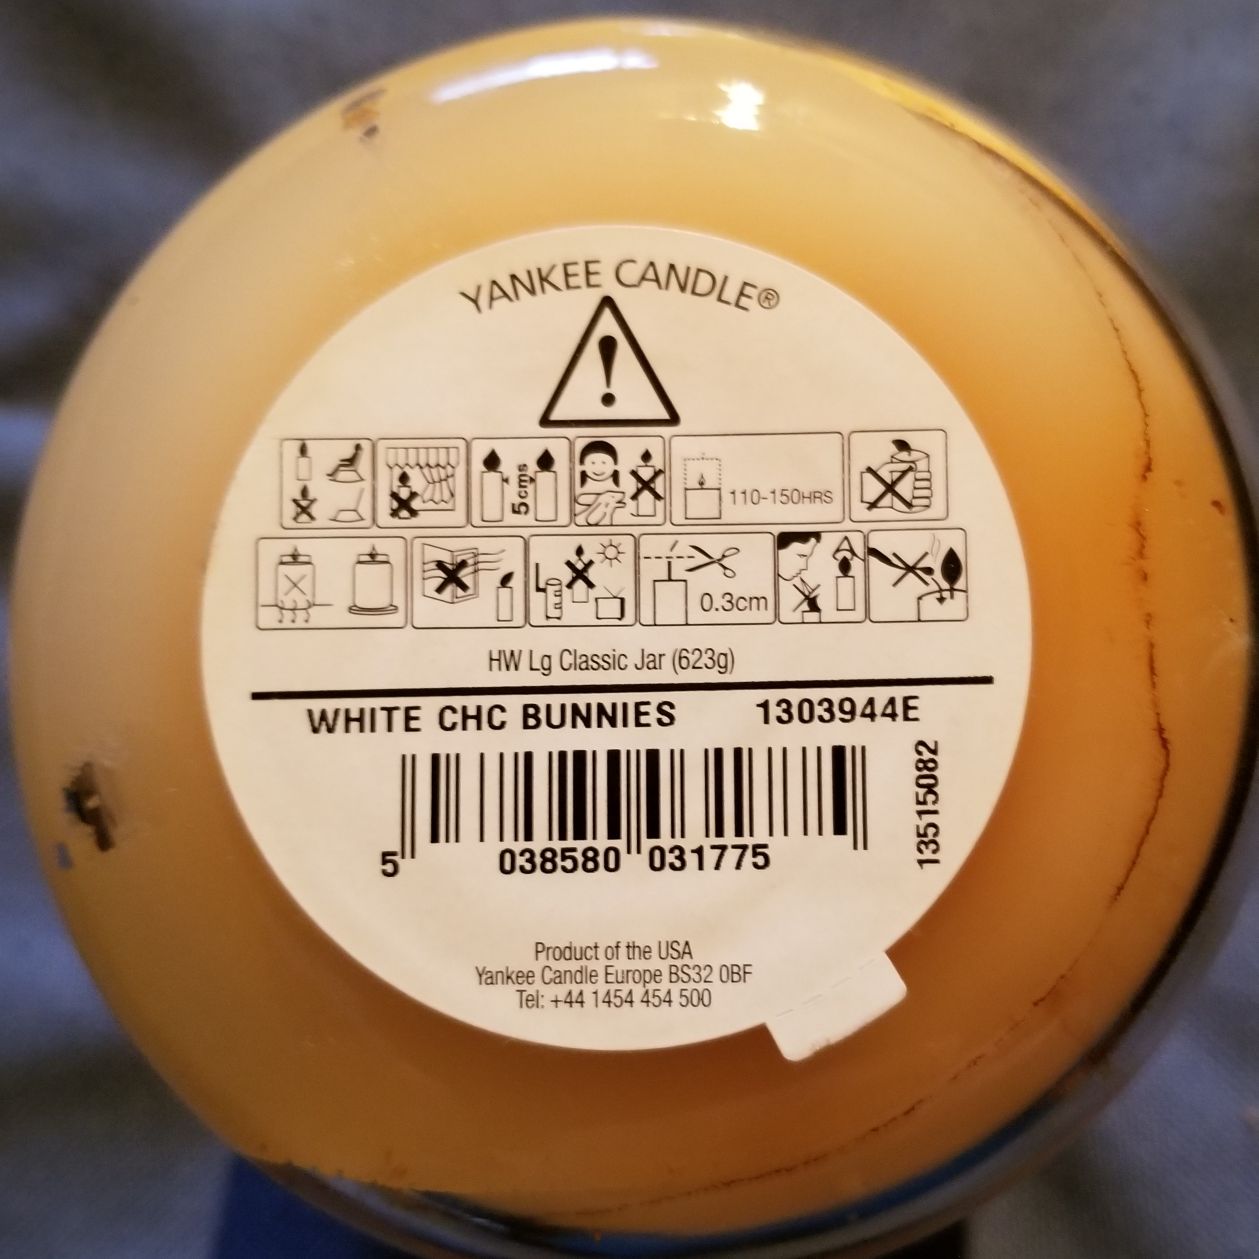 YANKEE CANDLE®
5cms
110-150HRS
0.3cm
HW Lg Classic Jar (623g)
WHITE CHC BUNNIES 1303944E
13515082
5 038580 031775
Product of the USA
Yankee Candle Europe BS32 0BF
Tel: +44 1454 454 500